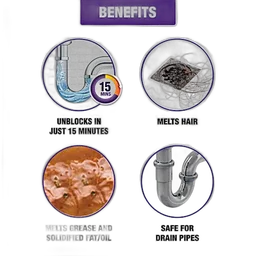 BENEFITS
15
MINS
UNBLOCKS IN
JUST 15 MINUTES
MELTS HAIR
MELTS GREASE AND
SOLIDIFIED FAT/OIL
SAFE FOR
DRAIN PIPES